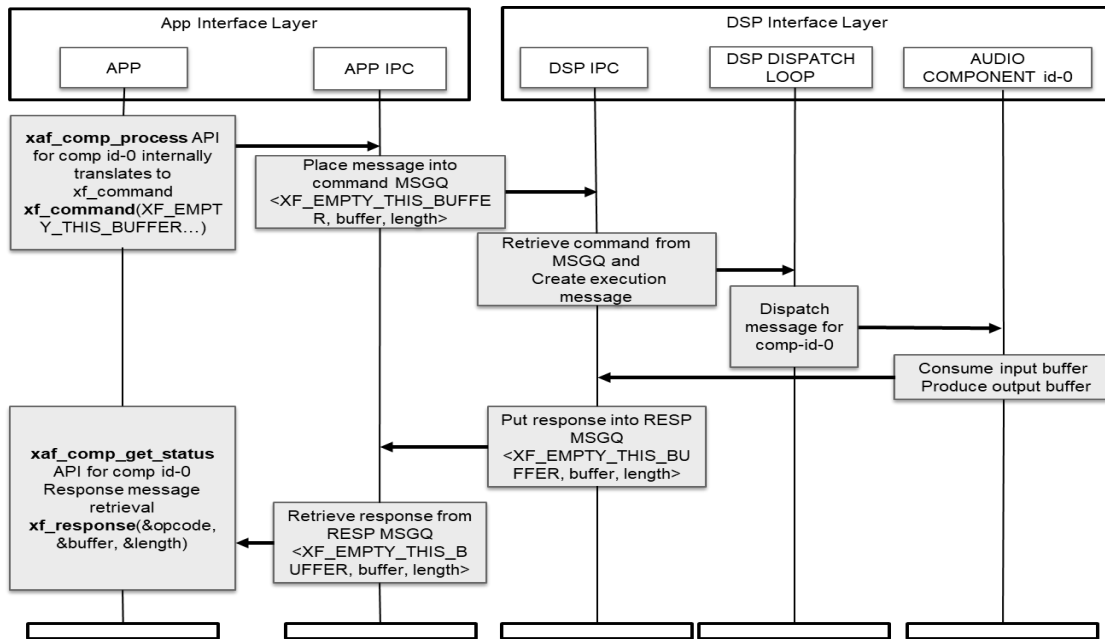 App Interface Layer
DSP Interface Layer
APP
APP IPC
DSP IPC
DSP DISPATCH
LOOP
AUDIO
COMPONENT id-0
xaf_comp_process API
for comp id-0 internally
translates to
xf_command
xf_command(XF_EMPT
Y_THIS_BUFFER...)
Place message into
command MSGQ
<XF_EMPTY_THIS_BUFFE
R, buffer, length>
Retrieve command from
MSGQ and
Create execution
message
Dispatch
message for
comp-id-0
Consume input buffer
Produce output buffer
Put response into RESP
MSGQ
<XF_EMPTY_THIS_BU
FFER, buffer, length>
xaf_comp_get_status
API for comp id-0
Response message
retrieval
xf_response(&opcode,
&buffer, &length)
Retrieve response from
RESP MSGQ
<XF_EMPTY_THIS_B
UFFER, buffer, length>